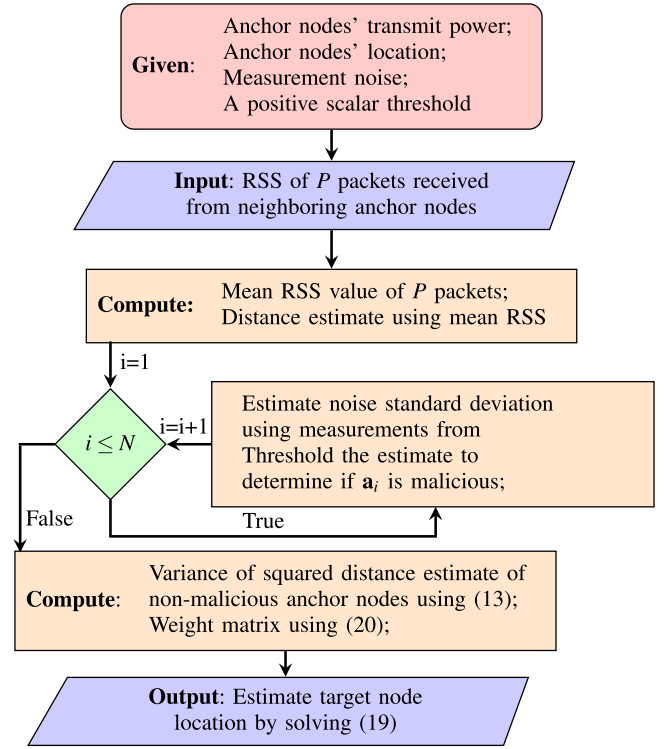 Given:
Anchor nodes' transmit power;
Anchor nodes' location;
Measurement noise;
A positive scalar threshold
Input: RSS of P packets received
from neighboring anchor nodes
Compute:
Mean RSS value of P packets;
Distance estimate using mean RSS
i=1
i ≤ N
i=i+1
Estimate noise standard deviation
using measurements from
Threshold the estimate to
determine if a_i is malicious;
False
True
Compute:
Variance of squared distance estimate of
non-malicious anchor nodes using (13);
Weight matrix using (20);
Output: Estimate target node
location by solving (19)